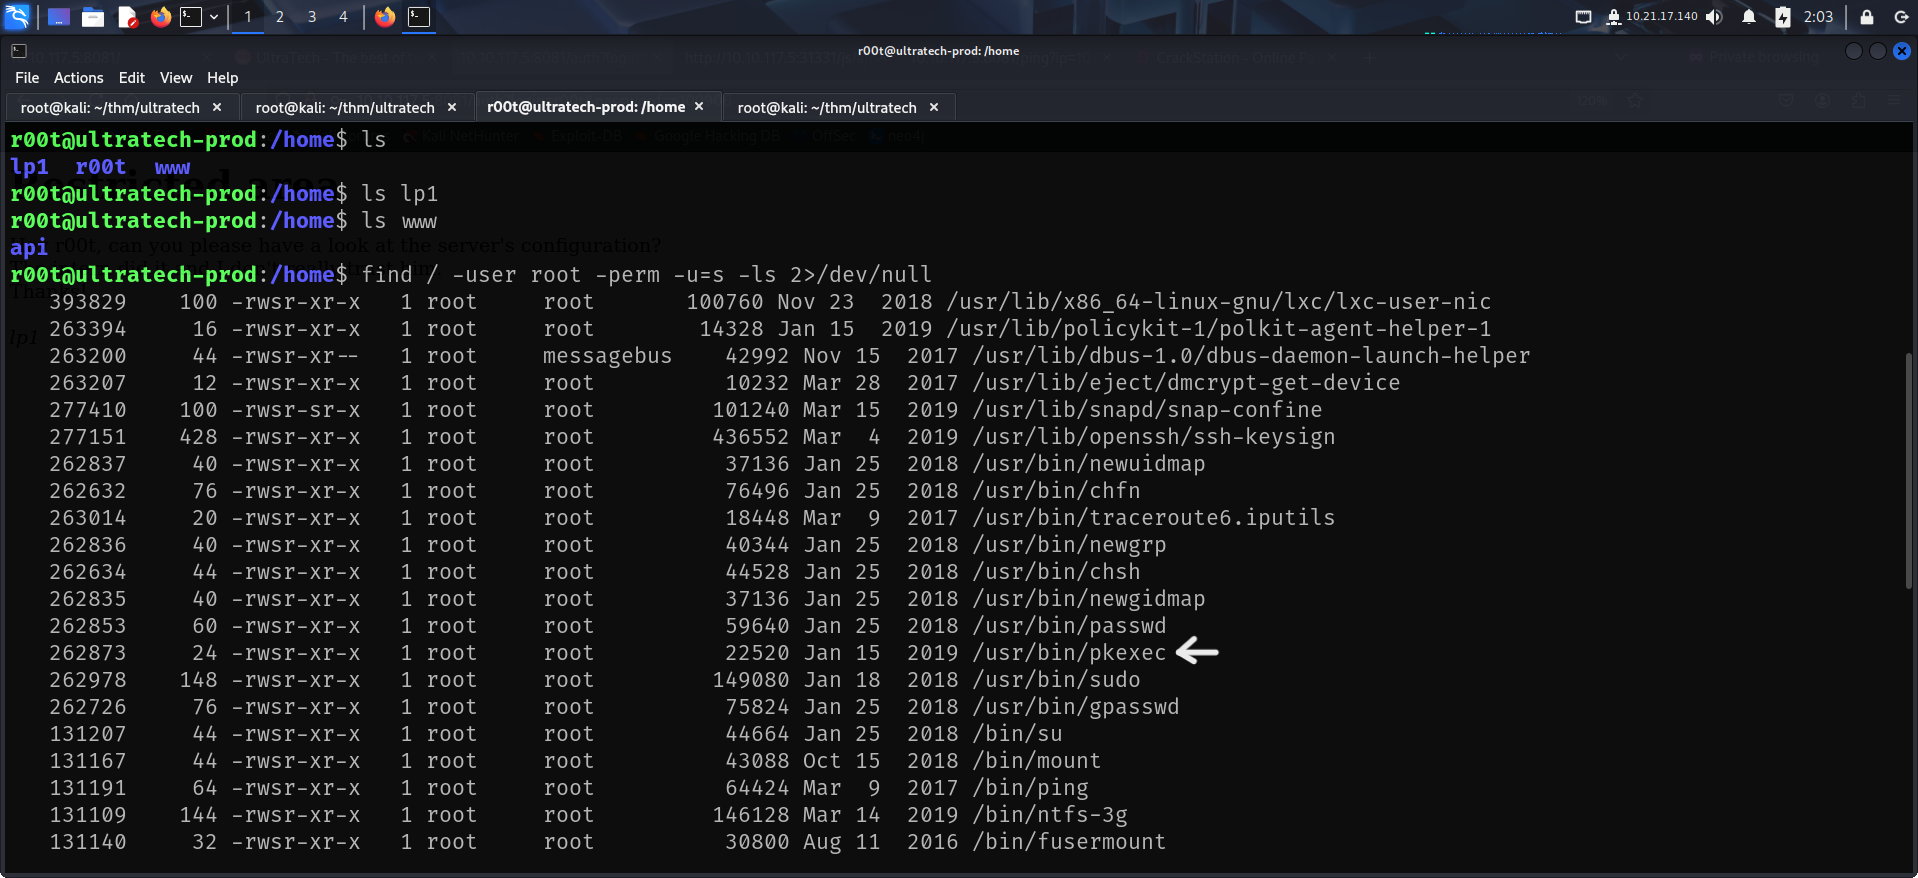 1 2 3 4 10.21.17.140 2:03
r00t@ultratech-prod: /home
File Actions Edit View Help
root@kali: ~/thm/ultratech × root@kali: ~/thm/ultratech × r00t@ultratech-prod: /home × root@kali: ~/thm/ultratech ×
r00t@ultratech-prod:/home$ ls
lp1 r00t www
r00t@ultratech-prod:/home$ ls lp1
r00t@ultratech-prod:/home$ ls www
api r00t, can you please have a look at the server's configuration?
r00t@ultratech-prod:/home$ find / -user root -perm -u=s -ls 2>/dev/null
393829 100 -rwsr-xr-x 1 root root 100760 Nov 23 2018 /usr/lib/x86_64-linux-gnu/lxc/lxc-user-nic
263394 16 -rwsr-xr-x 1 root root 14328 Jan 15 2019 /usr/lib/policykit-1/polkit-agent-helper-1
lp1
263200 44 -rwsr-xr-- 1 root messagebus 42992 Nov 15 2017 /usr/lib/dbus-1.0/dbus-daemon-launch-helper
263207 12 -rwsr-xr-x 1 root root 10232 Mar 28 2017 /usr/lib/eject/dmcrypt-get-device
277410 100 -rwsr-sr-x 1 root root 101240 Mar 15 2019 /usr/lib/snapd/snap-confine
277151 428 -rwsr-xr-x 1 root root 436552 Mar 4 2019 /usr/lib/openssh/ssh-keysign
262837 40 -rwsr-xr-x 1 root root 37136 Jan 25 2018 /usr/bin/newuidmap
262632 76 -rwsr-xr-x 1 root root 76496 Jan 25 2018 /usr/bin/chfn
263014 20 -rwsr-xr-x 1 root root 18448 Mar 9 2017 /usr/bin/traceroute6.iputils
262836 40 -rwsr-xr-x 1 root root 40344 Jan 25 2018 /usr/bin/newgrp
262634 44 -rwsr-xr-x 1 root root 44528 Jan 25 2018 /usr/bin/chsh
262835 40 -rwsr-xr-x 1 root root 37136 Jan 25 2018 /usr/bin/newgidmap
262853 60 -rwsr-xr-x 1 root root 59640 Jan 25 2018 /usr/bin/passwd
262873 24 -rwsr-xr-x 1 root root 22520 Jan 15 2019 /usr/bin/pkexec
262978 148 -rwsr-xr-x 1 root root 149080 Jan 18 2018 /usr/bin/sudo
262726 76 -rwsr-xr-x 1 root root 75824 Jan 25 2018 /usr/bin/gpasswd
131207 44 -rwsr-xr-x 1 root root 44664 Jan 25 2018 /bin/su
131167 44 -rwsr-xr-x 1 root root 43088 Oct 15 2018 /bin/mount
131191 64 -rwsr-xr-x 1 root root 64424 Mar 9 2017 /bin/ping
131109 144 -rwsr-xr-x 1 root root 146128 Mar 14 2019 /bin/ntfs-3g
131140 32 -rwsr-xr-x 1 root root 30800 Aug 11 2016 /bin/fusermount